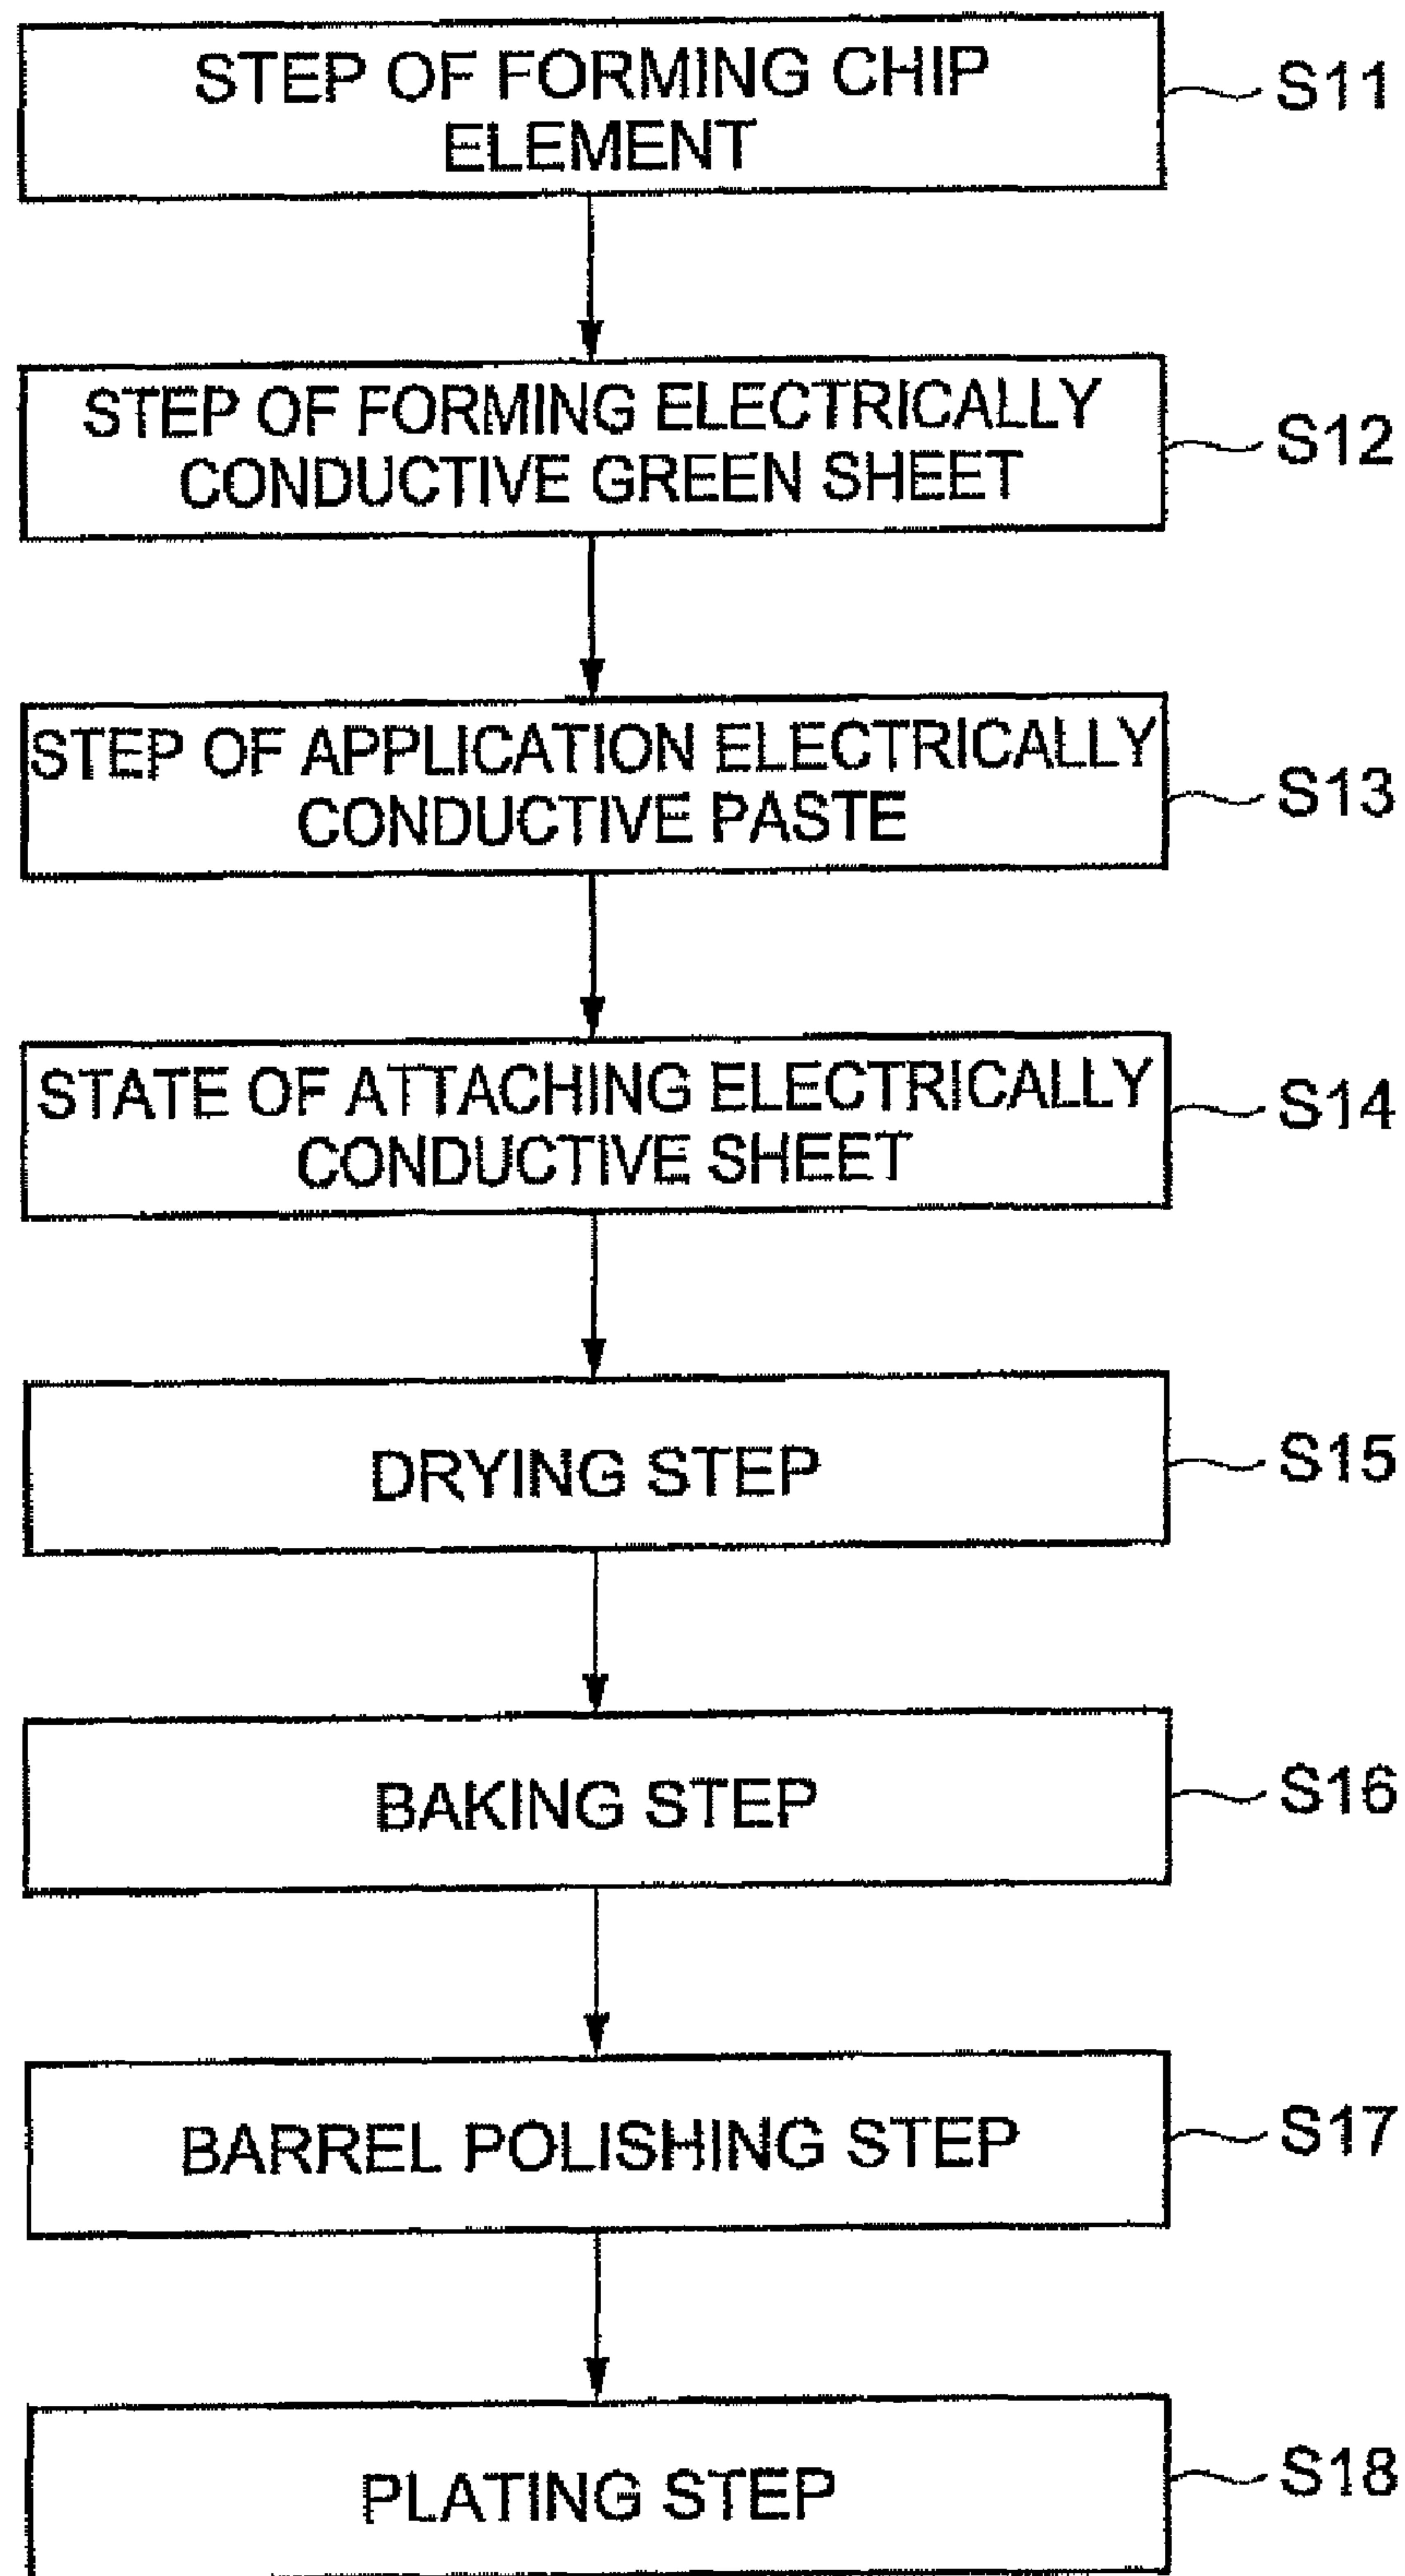 STEP OF FORMING CHIP
ELEMENT
S11
STEP OF FORMING ELECTRICALLY
CONDUCTIVE GREEN SHEET
S12
STEP OF APPLICATION ELECTRICALLY
CONDUCTIVE PASTE
S13
STATE OF ATTACHING ELECTRICALLY
CONDUCTIVE SHEET
S14
DRYING STEP
S15
BAKING STEP
S16
BARREL POLISHING STEP
S17
PLATING STEP
S18